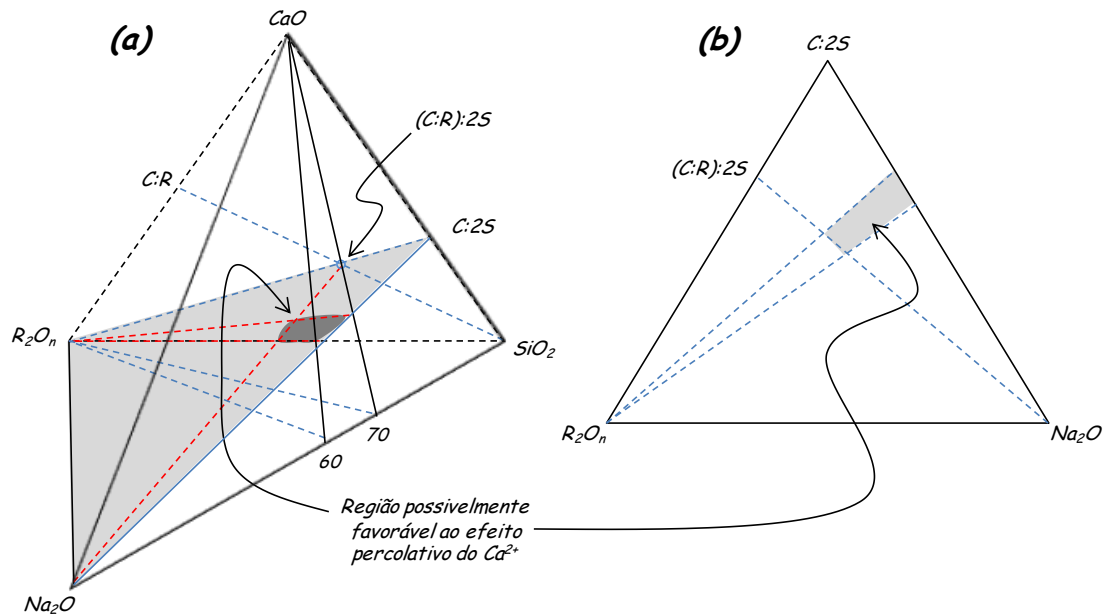 (a)
CaO
(C:R):2S
C:R
C:2S
R₂Oₙ
SiO₂
70
60
Na₂O
(b)
C:2S
(C:R):2S
R₂Oₙ
Na₂O
Região possivelmente
favorável ao efeito
percolativo do Ca²⁺